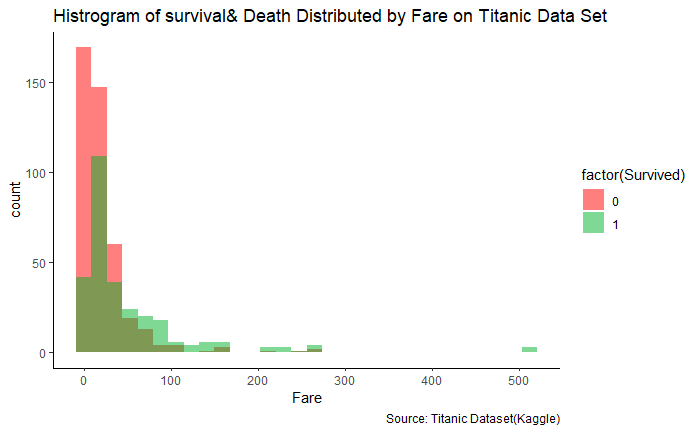 Histrogram of survival& Death Distributed by Fare on Titanic Data Set
150
100
50
0
count
0 100 200 300 400 500
Fare
factor(Survived)
0
1
Source: Titanic Dataset(Kaggle)